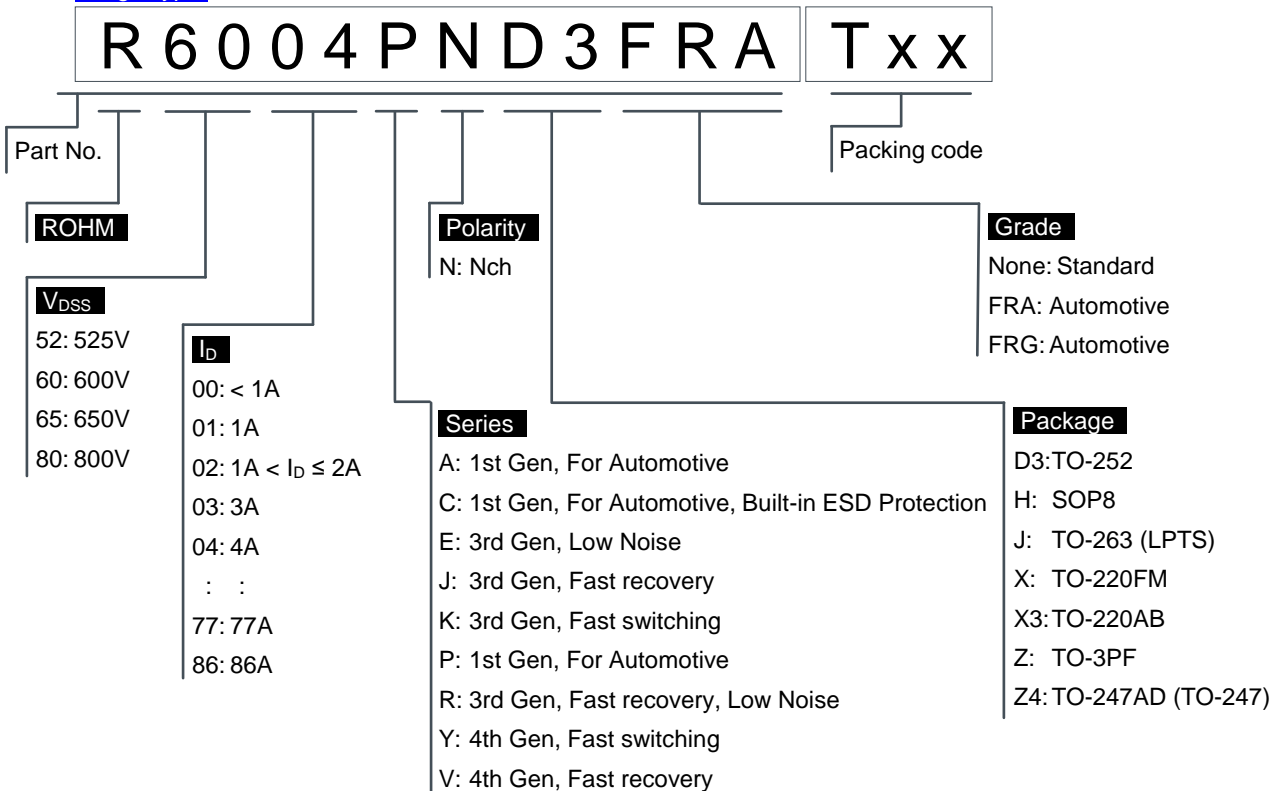 R6004PND3FRA Txx
Part No.
Packing code
ROHM
VDSS
52: 525V
60: 600V
65: 650V
80: 800V
ID
00: < 1A
01: 1A
02: 1A < ID ≤ 2A
03: 3A
04: 4A
: :
77: 77A
86: 86A
Polarity
N: Nch
Series
A: 1st Gen, For Automotive
C: 1st Gen, For Automotive, Built-in ESD Protection
E: 3rd Gen, Low Noise
J: 3rd Gen, Fast recovery
K: 3rd Gen, Fast switching
P: 1st Gen, For Automotive
R: 3rd Gen, Fast recovery, Low Noise
Y: 4th Gen, Fast switching
V: 4th Gen, Fast recovery
Grade
None: Standard
FRA: Automotive
FRG: Automotive
Package
D3: TO-252
H: SOP8
J: TO-263 (LPTS)
X: TO-220FM
X3: TO-220AB
Z: TO-3PF
Z4: TO-247AD (TO-247)